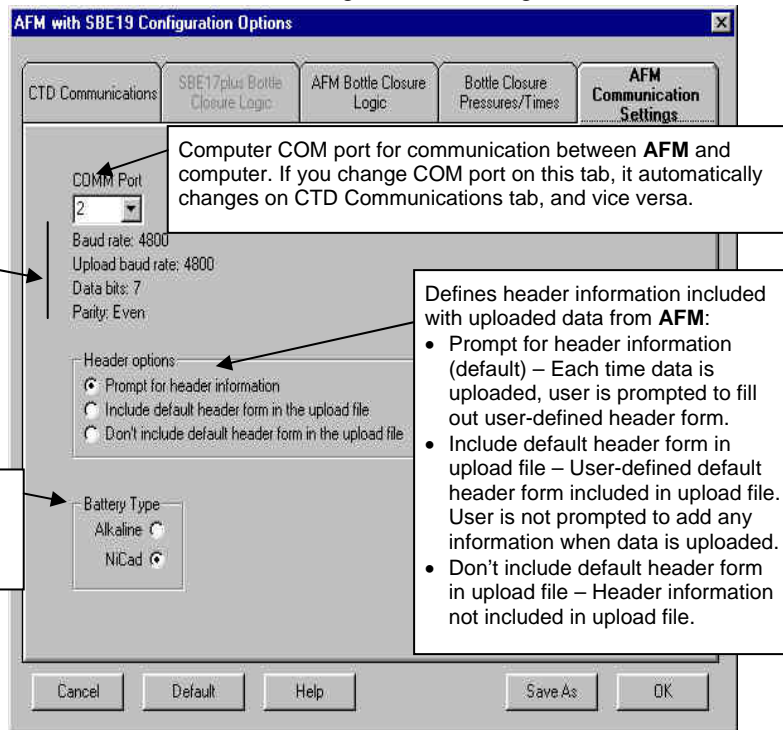 AFM with SBE19 Configuration Options
CTD Communications
SBE17plus Bottle
Closure Logic
AFM Bottle Closure
Logic
Bottle Closure
Pressures/Times
AFM
Communication
Settings
Computer COM port for communication between AFM and
computer. If you change COM port on this tab, it automatically
changes on CTD Communications tab, and vice versa.
COMM Port
2
Baud rate: 4800
Upload baud rate: 4800
Data bits: 7
Parity: Even
Defines header information included
with uploaded data from AFM:
• Prompt for header information
(default) – Each time data is
uploaded, user is prompted to fill
out user-defined header form.
• Include default header form in
upload file – User-defined default
header form included in upload file.
User is not prompted to add any
information when data is uploaded.
• Don't include default header form
in upload file – Header information
not included in upload file.
Header options
Prompt for header information
Include default header form in the upload file
Don't include default header form in the upload file
Battery Type
Alkaline
NiCad
Cancel
Default
Help
Save As
OK